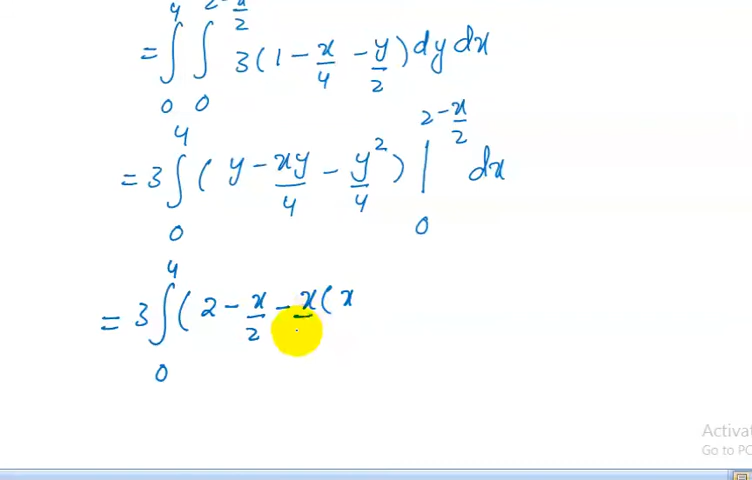 = ∫₀⁴ ∫₀^(2 - x/2) 3(1 - x/4 - y/2) dy dx
= 3 ∫₀⁴ ( y - xy/4 - y²/4 ) |₀^(2 - x/2) dx
= 3 ∫₀⁴ ( 2 - x/2 - x( x
Activa
Go to PC